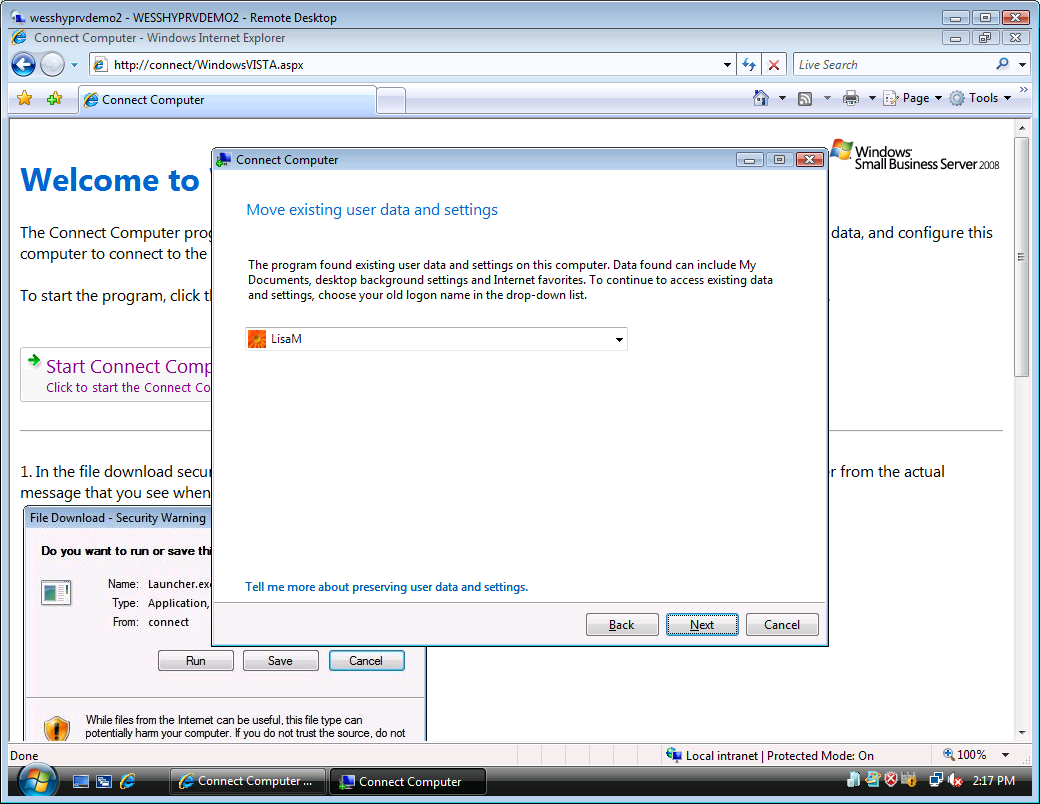 wesshyprvdemo2 - WESSHYPRVDEMO2 - Remote Desktop
Connect Computer - Windows Internet Explorer
http://connect/WindowsVISTA.aspx
Live Search
Connect Computer
Page
Tools
Windows
Small Business Server 2008
Welcome to
The Connect Computer prog
data, and configure this
computer to connect to the
To start the program, click th
Start Connect Comp
Click to start the Connect Co
Connect Computer
Move existing user data and settings
The program found existing user data and settings on this computer. Data found can include My
Documents, desktop background settings and Internet favorites. To continue to access existing data
and settings, choose your old logon name in the drop-down list.
LisaM
Tell me more about preserving user data and settings.
Back
Next
Cancel
1. In the file download secur
r from the actual
message that you see when
File Download - Security Warning
Do you want to run or save thi
Name: Launcher.exe
Type: Application,
From: connect
Run
Save
Cancel
While files from the Internet can be useful, this file type can
potentially harm your computer. If you do not trust the source, do not
Done
Local intranet | Protected Mode: On
100%
Connect Computer ...
Connect Computer
2:17 PM